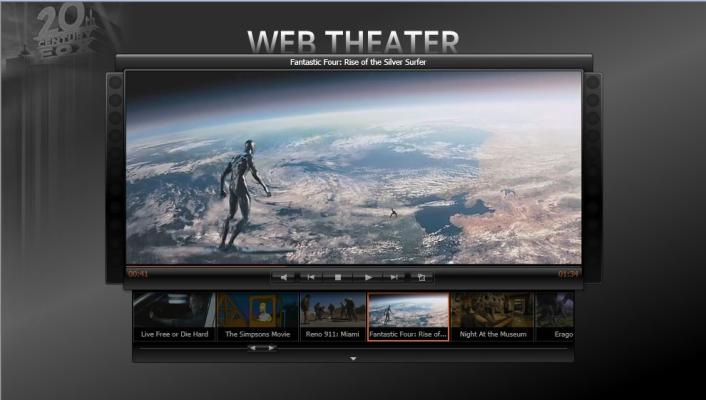 20TH
CENTURY
FOX
WEB THEATER
Fantastic Four: Rise of the Silver Surfer
00:41
01:34
Live Free or Die Hard
The Simpsons Movie
Reno 911: Miami
Fantastic Four: Rise of...
Night At the Museum
Erago